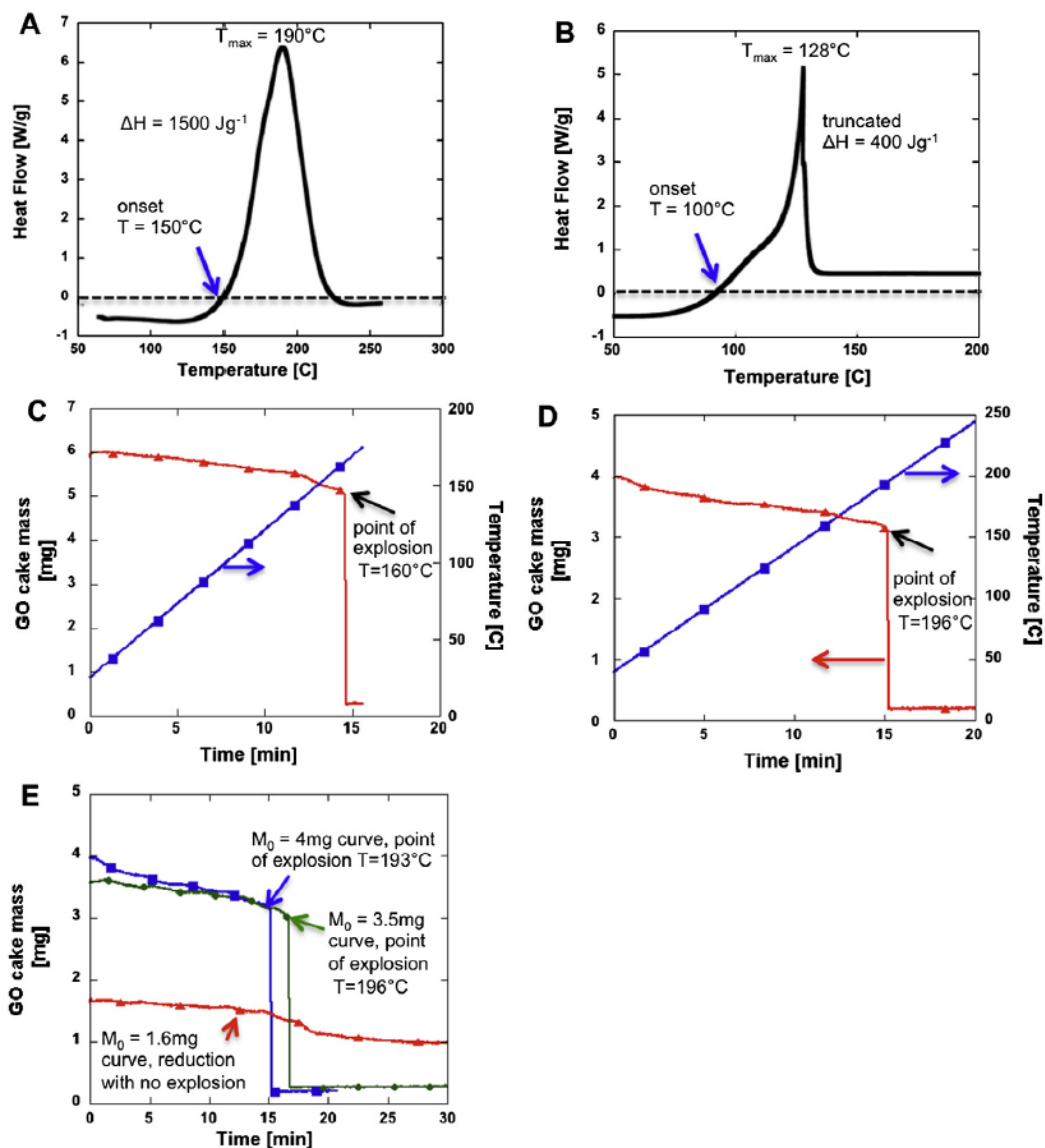 A
7
6
5
4
3
2
1
0
-1
Heat Flow [W/g]
Tmax = 190°C
ΔH = 1500 Jg-1
onset
T = 150°C
50 100 150 200 250 300
Temperature [C]
B
7
6
5
4
3
2
1
0
-1
Heat Flow [W/g]
Tmax = 128°C
truncated
ΔH = 400 Jg-1
onset
T = 100°C
50 100 150 200
Temperature [C]
C
7
6
5
4
3
2
1
0
GO cake mass
[mg]
200
150
100
50
0
Temperature [C]
point of
explosion
T=160°C
0 5 10 15 20
Time [min]
D
5
4
3
2
1
0
GO cake mass
[mg]
250
200
150
100
50
0
Temperature [C]
point of
explosion
T=196°C
0 5 10 15 20
Time [min]
E
5
4
3
2
1
0
GO cake mass
[mg]
M0 = 4mg curve, point
of explosion T=193°C
M0 = 3.5mg
curve, point
of explosion
T=196°C
M0 = 1.6mg
curve, reduction
with no explosion
0 5 10 15 20 25 30
Time [min]